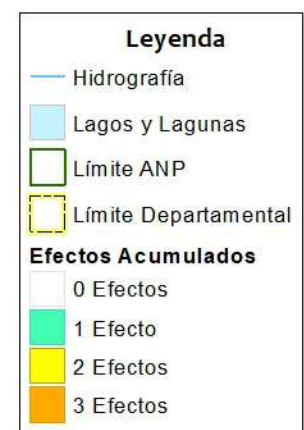 Leyenda
Hidrografía
Lagos y Lagunas
Límite ANP
Límite Departamental
Efectos Acumulados
0 Efectos
1 Efecto
2 Efectos
3 Efectos